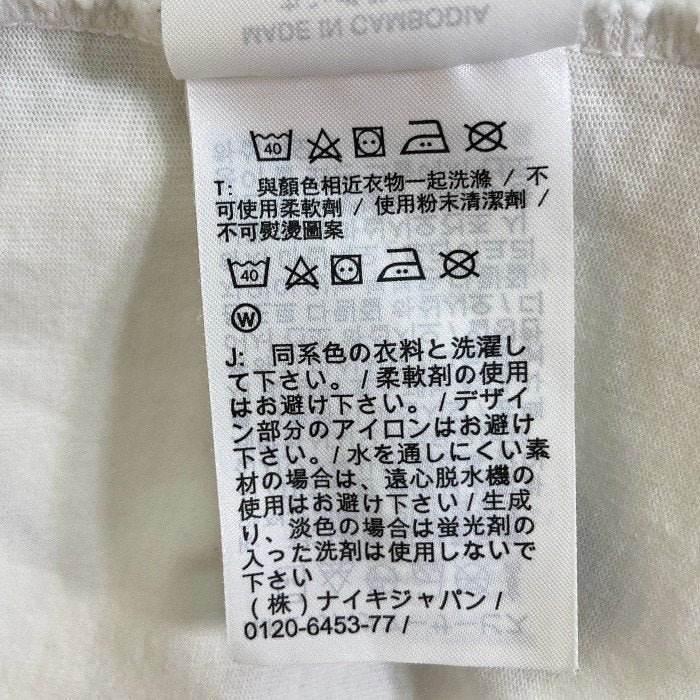 MADE IN CAMBODIA
40
T: 與顏色相近衣物一起洗滌 / 不
可使用柔軟劑 / 使用粉末清潔劑 /
不可熨燙圖案
40
W
J: 同系色の衣料と洗濯し
て下さい。/ 柔軟剤の使用
はお避け下さい。/ デザイ
ン部分のアイロンはお避け
下さい。/ 水を通しにくい素
材の場合は、遠心脱水機の
使用はお避け下さい / 生成
り、淡色の場合は蛍光剤の
入った洗剤は使用しないで
下さい
(株) ナイキジャパン /
0120-6453-77 /